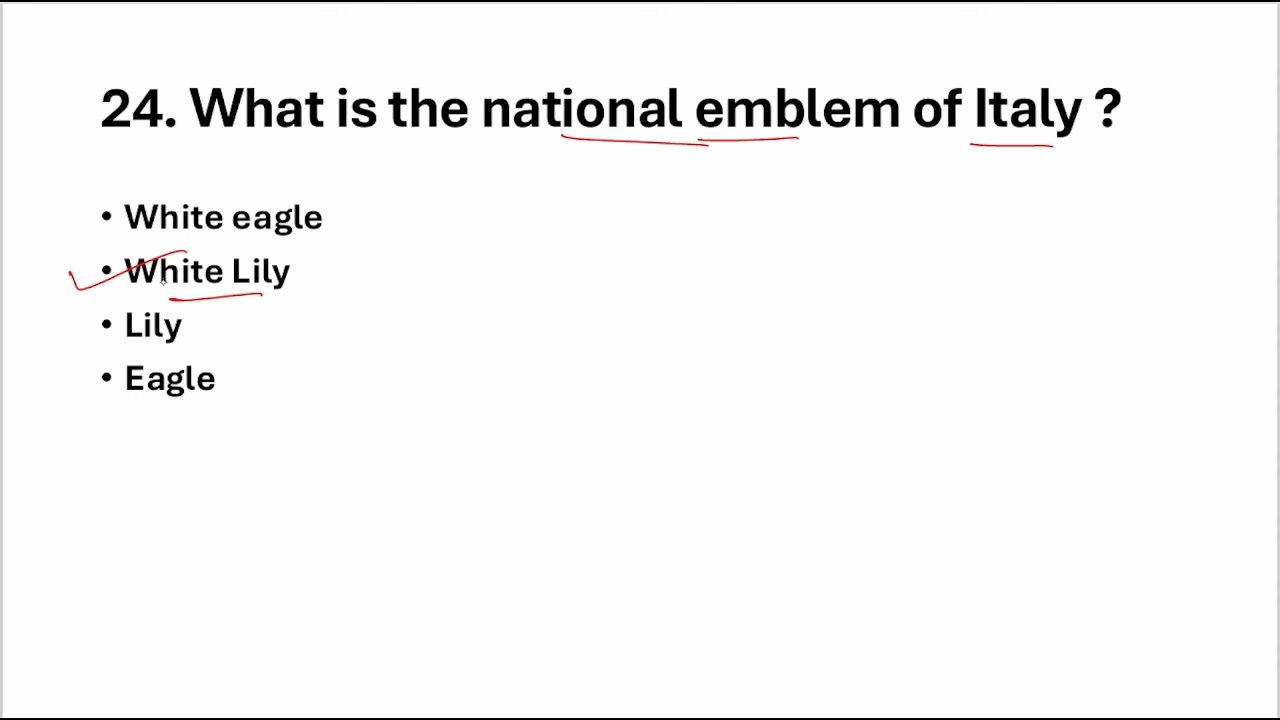 24. What is the national emblem of Italy ?
• White eagle
• White Lily
• Lily
• Eagle